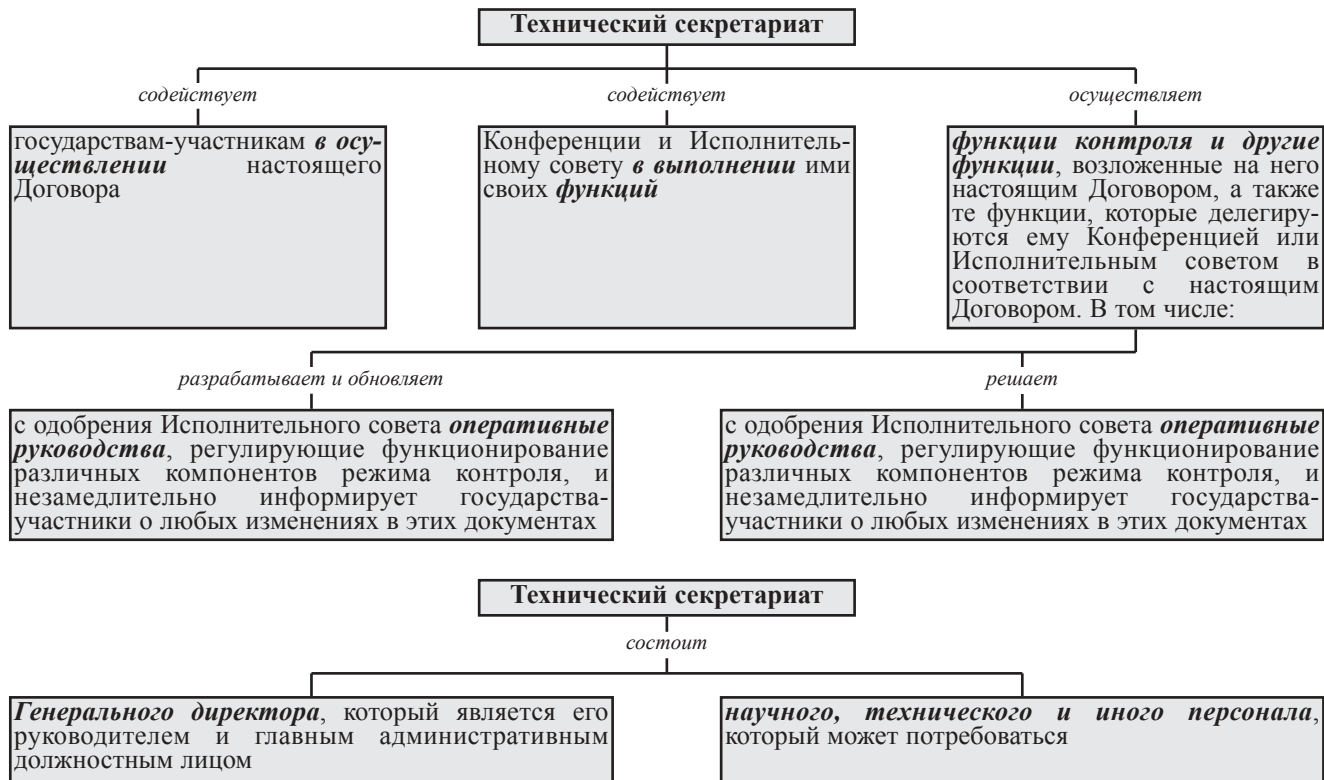 Технический секретариат
содействует
содействует
осуществляет
государствам-участникам в осу-
ществлении настоящего
Договора
Конференции и Исполнитель-
ному совету в выполнении ими
своих функций
функции контроля и другие
функции, возложенные на него
настоящим Договором, а также
те функции, которые делегиру-
ются ему Конференцией или
Исполнительным советом в
соответствии с настоящим
Договором. В том числе:
разрабатывает и обновляет
решает
с одобрения Исполнительного совета оперативные
руководства, регулирующие функционирование
различных компонентов режима контроля, и
незамедлительно информирует государства-
участники о любых изменениях в этих документах
с одобрения Исполнительного совета оперативные
руководства, регулирующие функционирование
различных компонентов режима контроля, и
незамедлительно информирует государства-
участники о любых изменениях в этих документах
Технический секретариат
состоит
Генерального директора, который является его
руководителем и главным административным
должностным лицом
научного, технического и иного персонала,
который может потребоваться